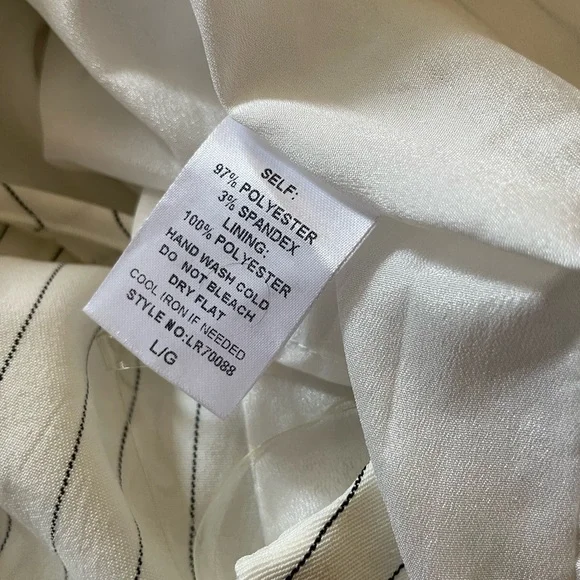 SELF:
97% POLYESTER
3% SPANDEX
LINING:
100% POLYESTER
HAND WASH COLD
DO NOT BLEACH
DRY FLAT
COOL IRON IF NEEDED
STYLE NO:LR70088
L/G